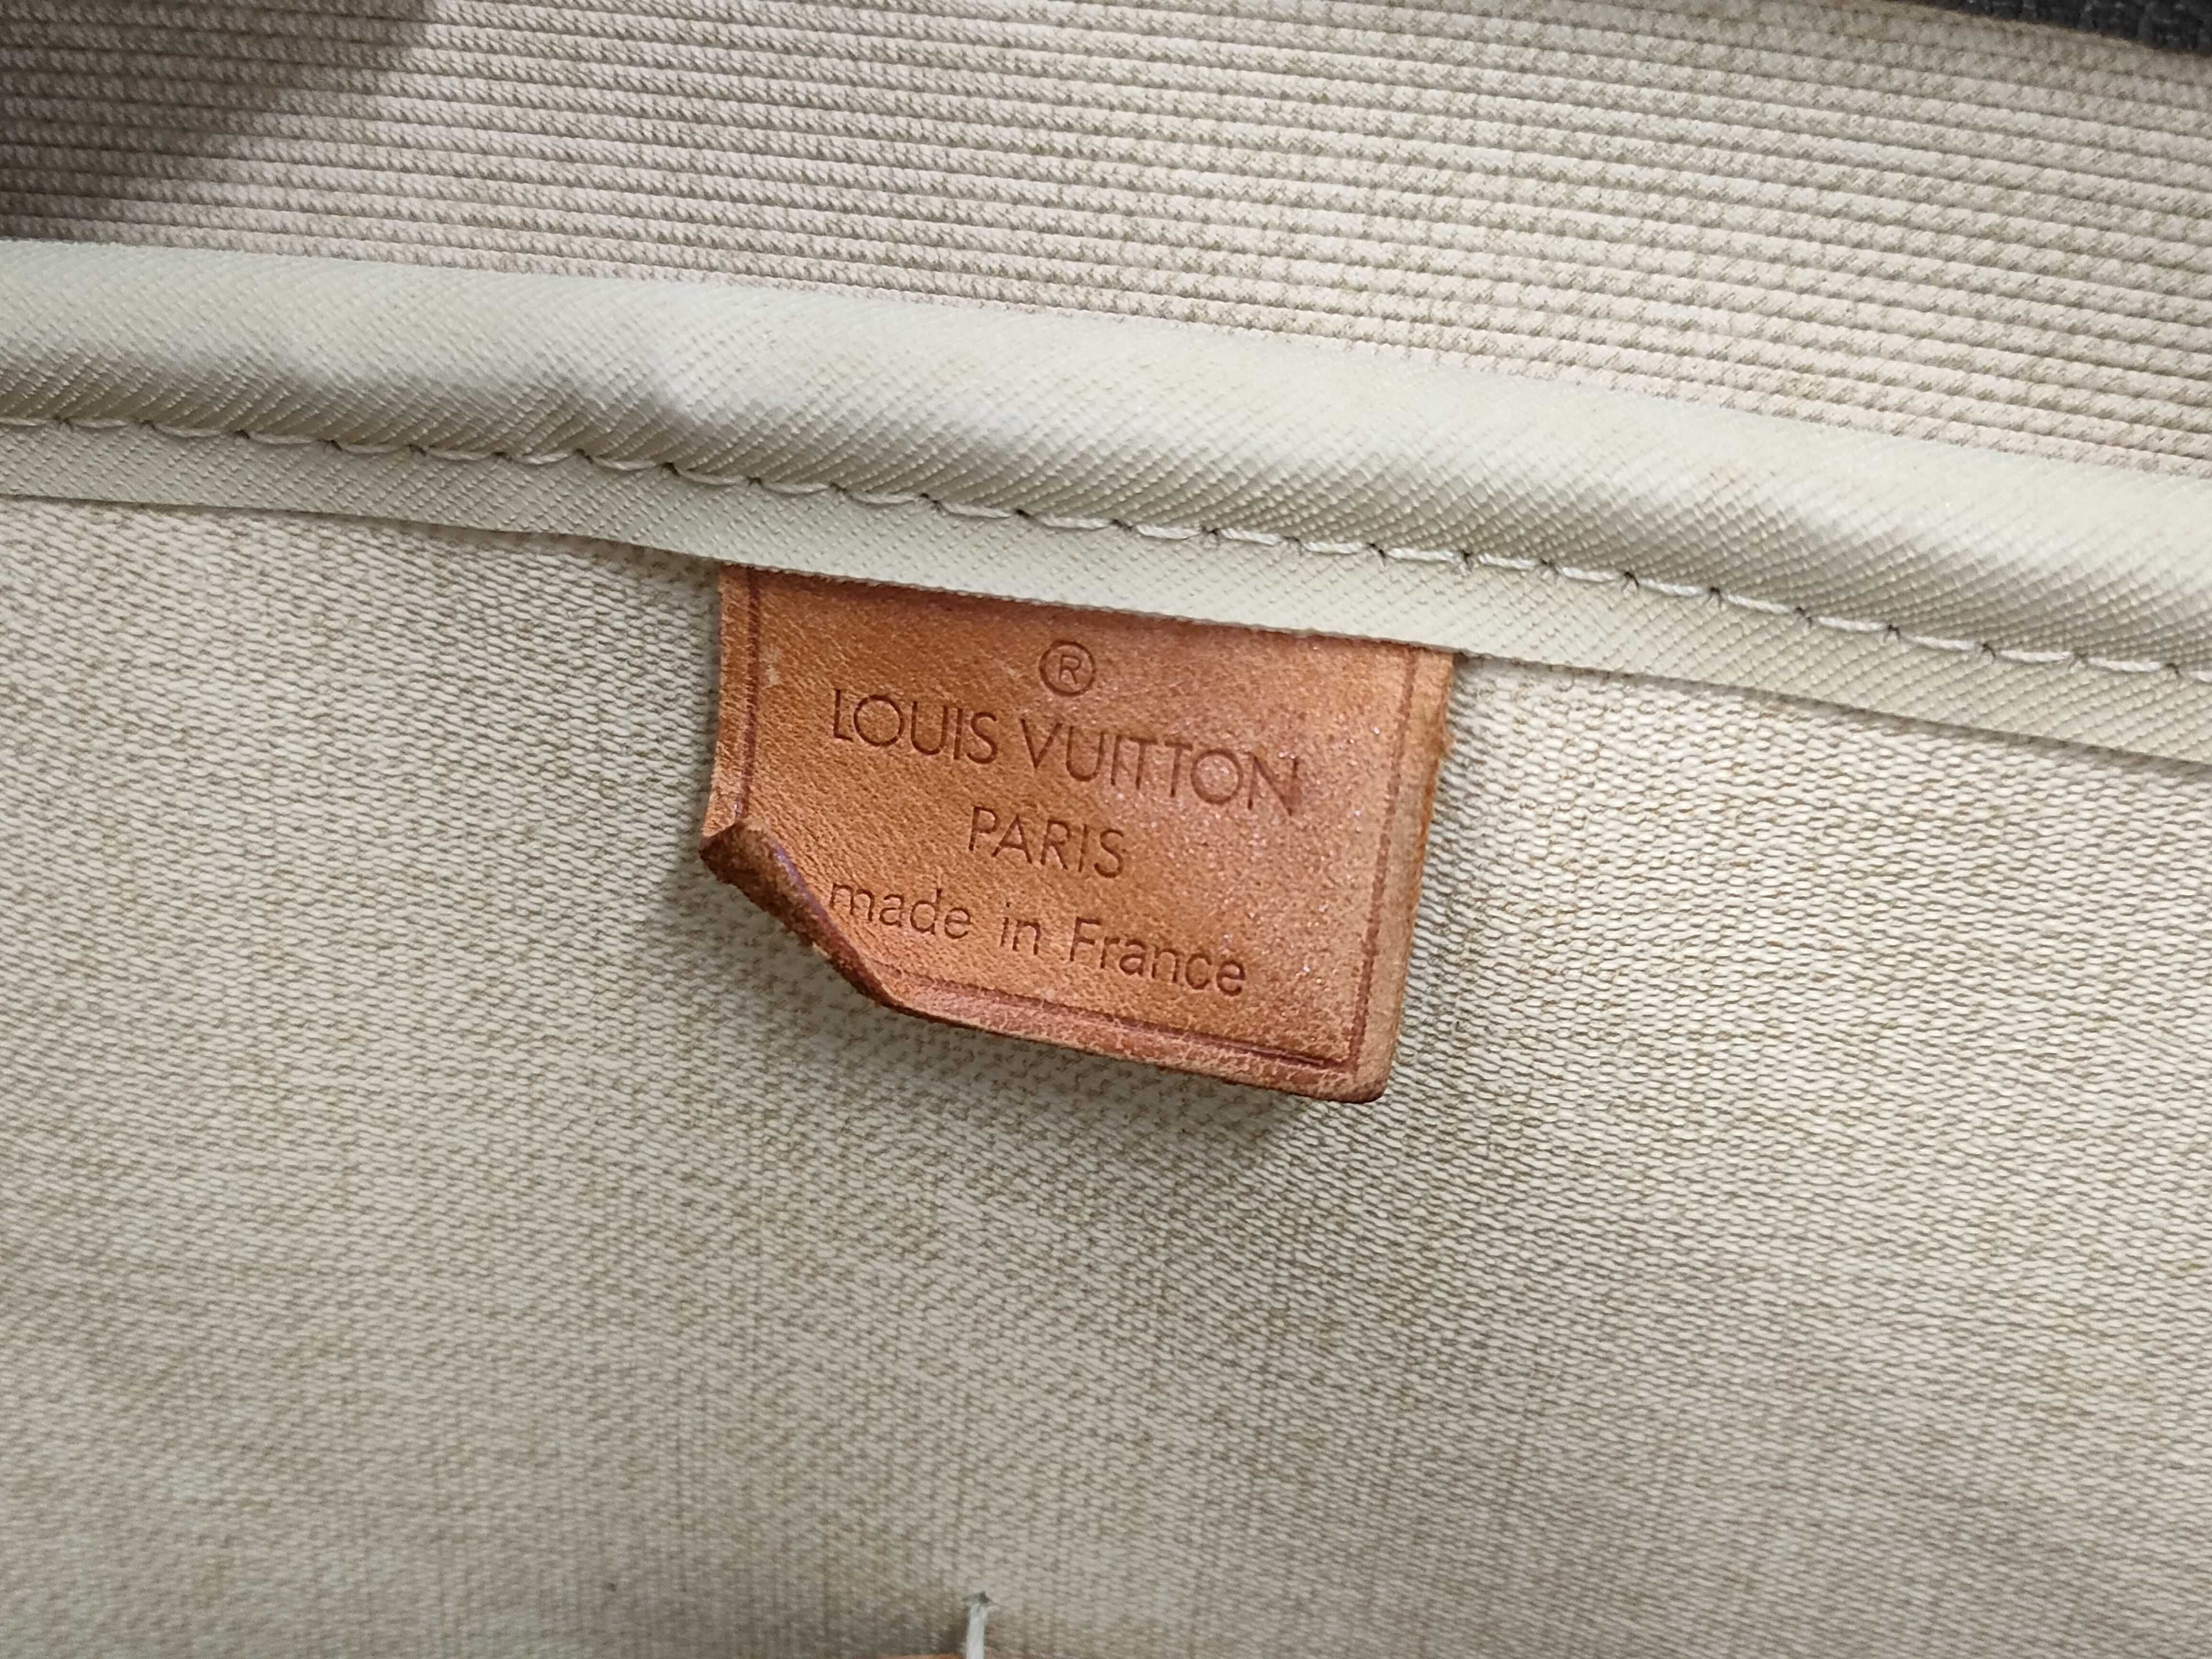 ®
LOUIS VUITTON
PARIS
made in France